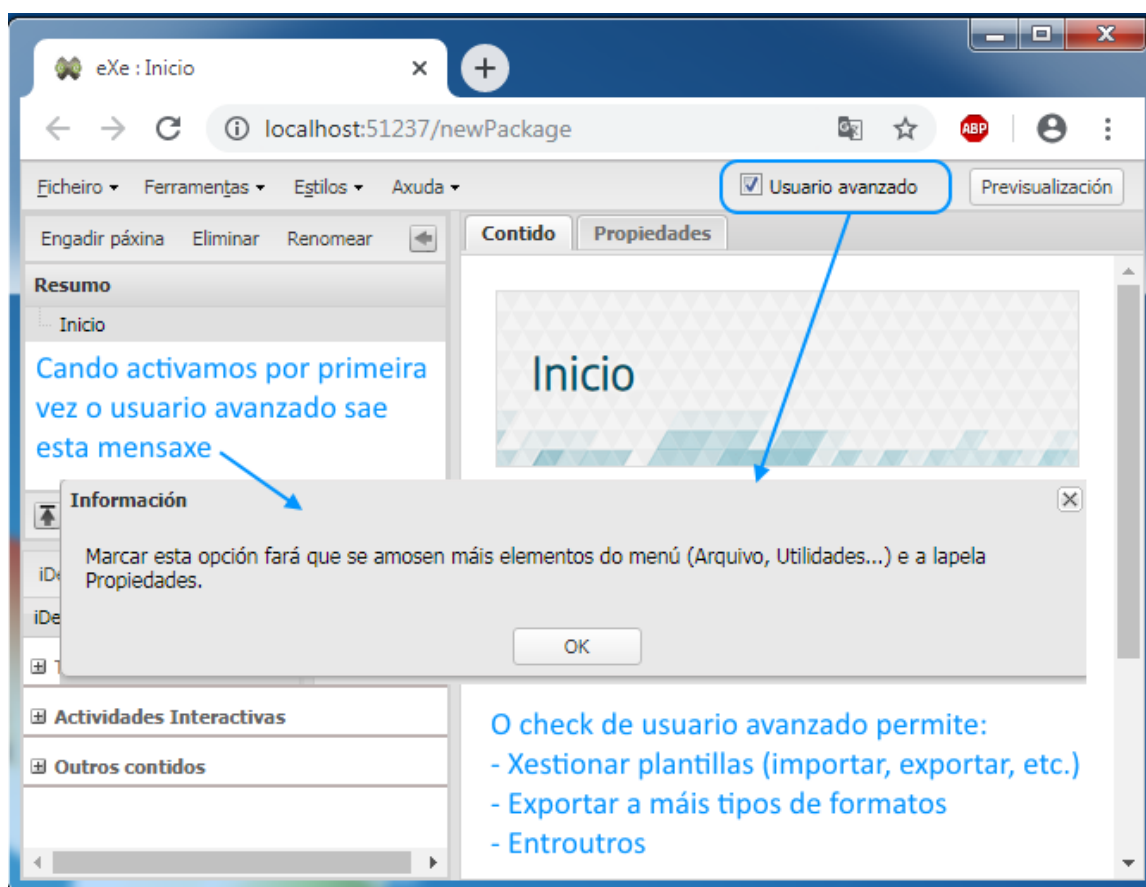 eXe : Inicio
localhost:51237/newPackage
ABP
Ficheiro Ferramentas Estilos Axuda
Usuario avanzado
Previsualización
Engadir páxina Eliminar Renomear
Contido Propiedades
Resumo
Inicio
Inicio
Cando activamos por primeira
vez o usuario avanzado sae
esta mensaxe
Información
Marcar esta opción fará que se amosen máis elementos do menú (Arquivo, Utilidades...) e a lapela
Propiedades.
OK
Actividades Interactivas
Outros contidos
O check de usuario avanzado permite:
- Xestionar plantillas (importar, exportar, etc.)
- Exportar a máis tipos de formatos
- Entroutros